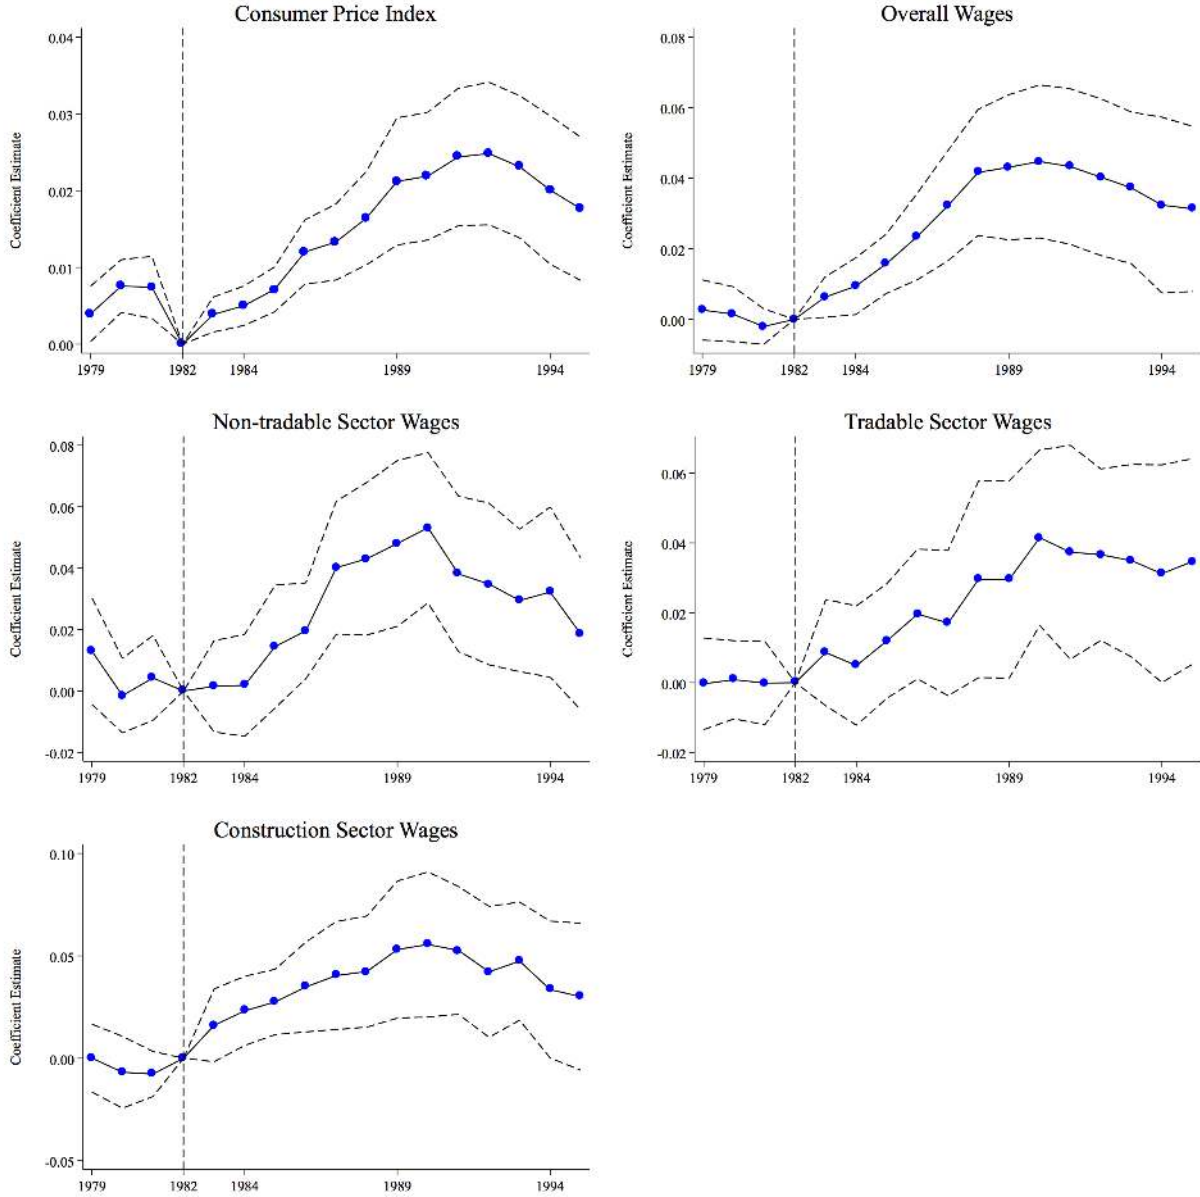 Consumer Price Index
Coefficient Estimate
0.04
0.03
0.02
0.01
0.00
1979 1982 1984 1989 1994
Overall Wages
Coefficient Estimate
0.08
0.06
0.04
0.02
0.00
1979 1982 1984 1989 1994
Non-tradable Sector Wages
Coefficient Estimate
0.08
0.06
0.04
0.02
0.00
-0.02
1979 1982 1984 1989 1994
Tradable Sector Wages
Coefficient Estimate
0.06
0.04
0.02
0.00
-0.02
1979 1982 1984 1989 1994
Construction Sector Wages
Coefficient Estimate
0.10
0.05
0.00
-0.05
1979 1982 1984 1989 1994